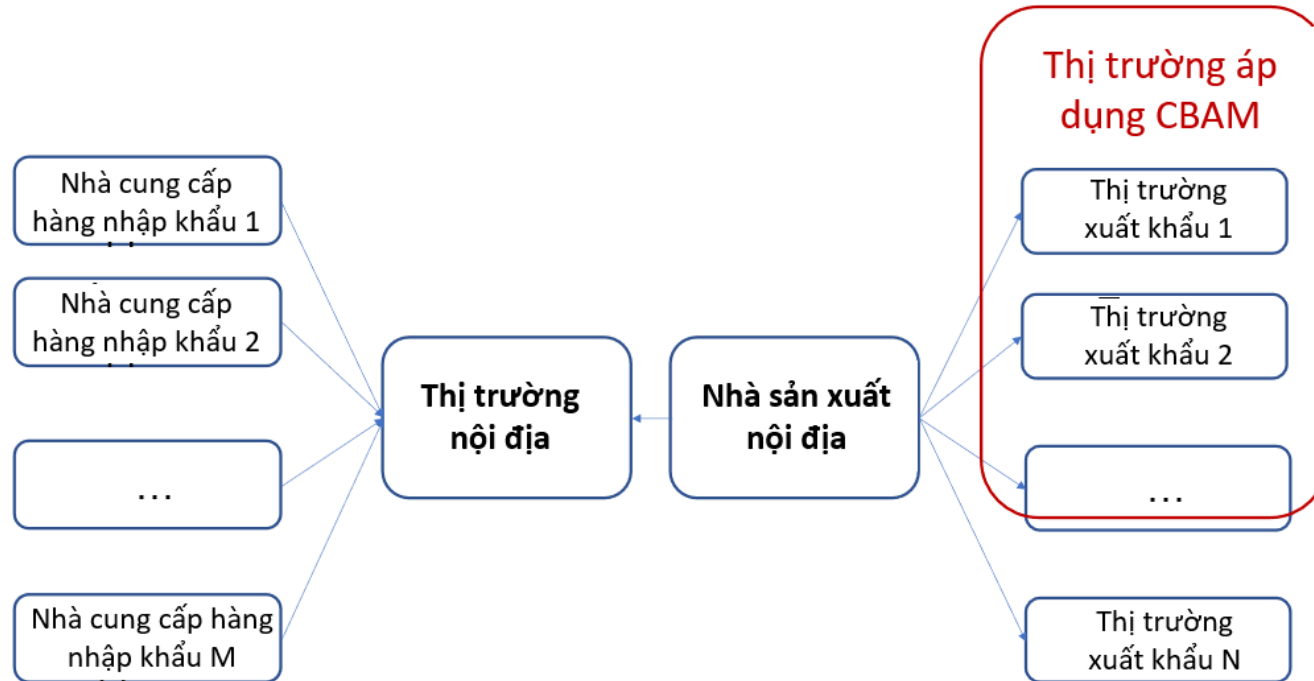 Thị trường áp
dụng CBAM
Nhà cung cấp
hàng nhập khẩu 1
Thị trường
xuất khẩu 1
Nhà cung cấp
hàng nhập khẩu 2
Thị trường
xuất khẩu 2
Thị trường
nội địa
Nhà sản xuất
nội địa
...
...
Nhà cung cấp hàng
nhập khẩu M
Thị trường
xuất khẩu N